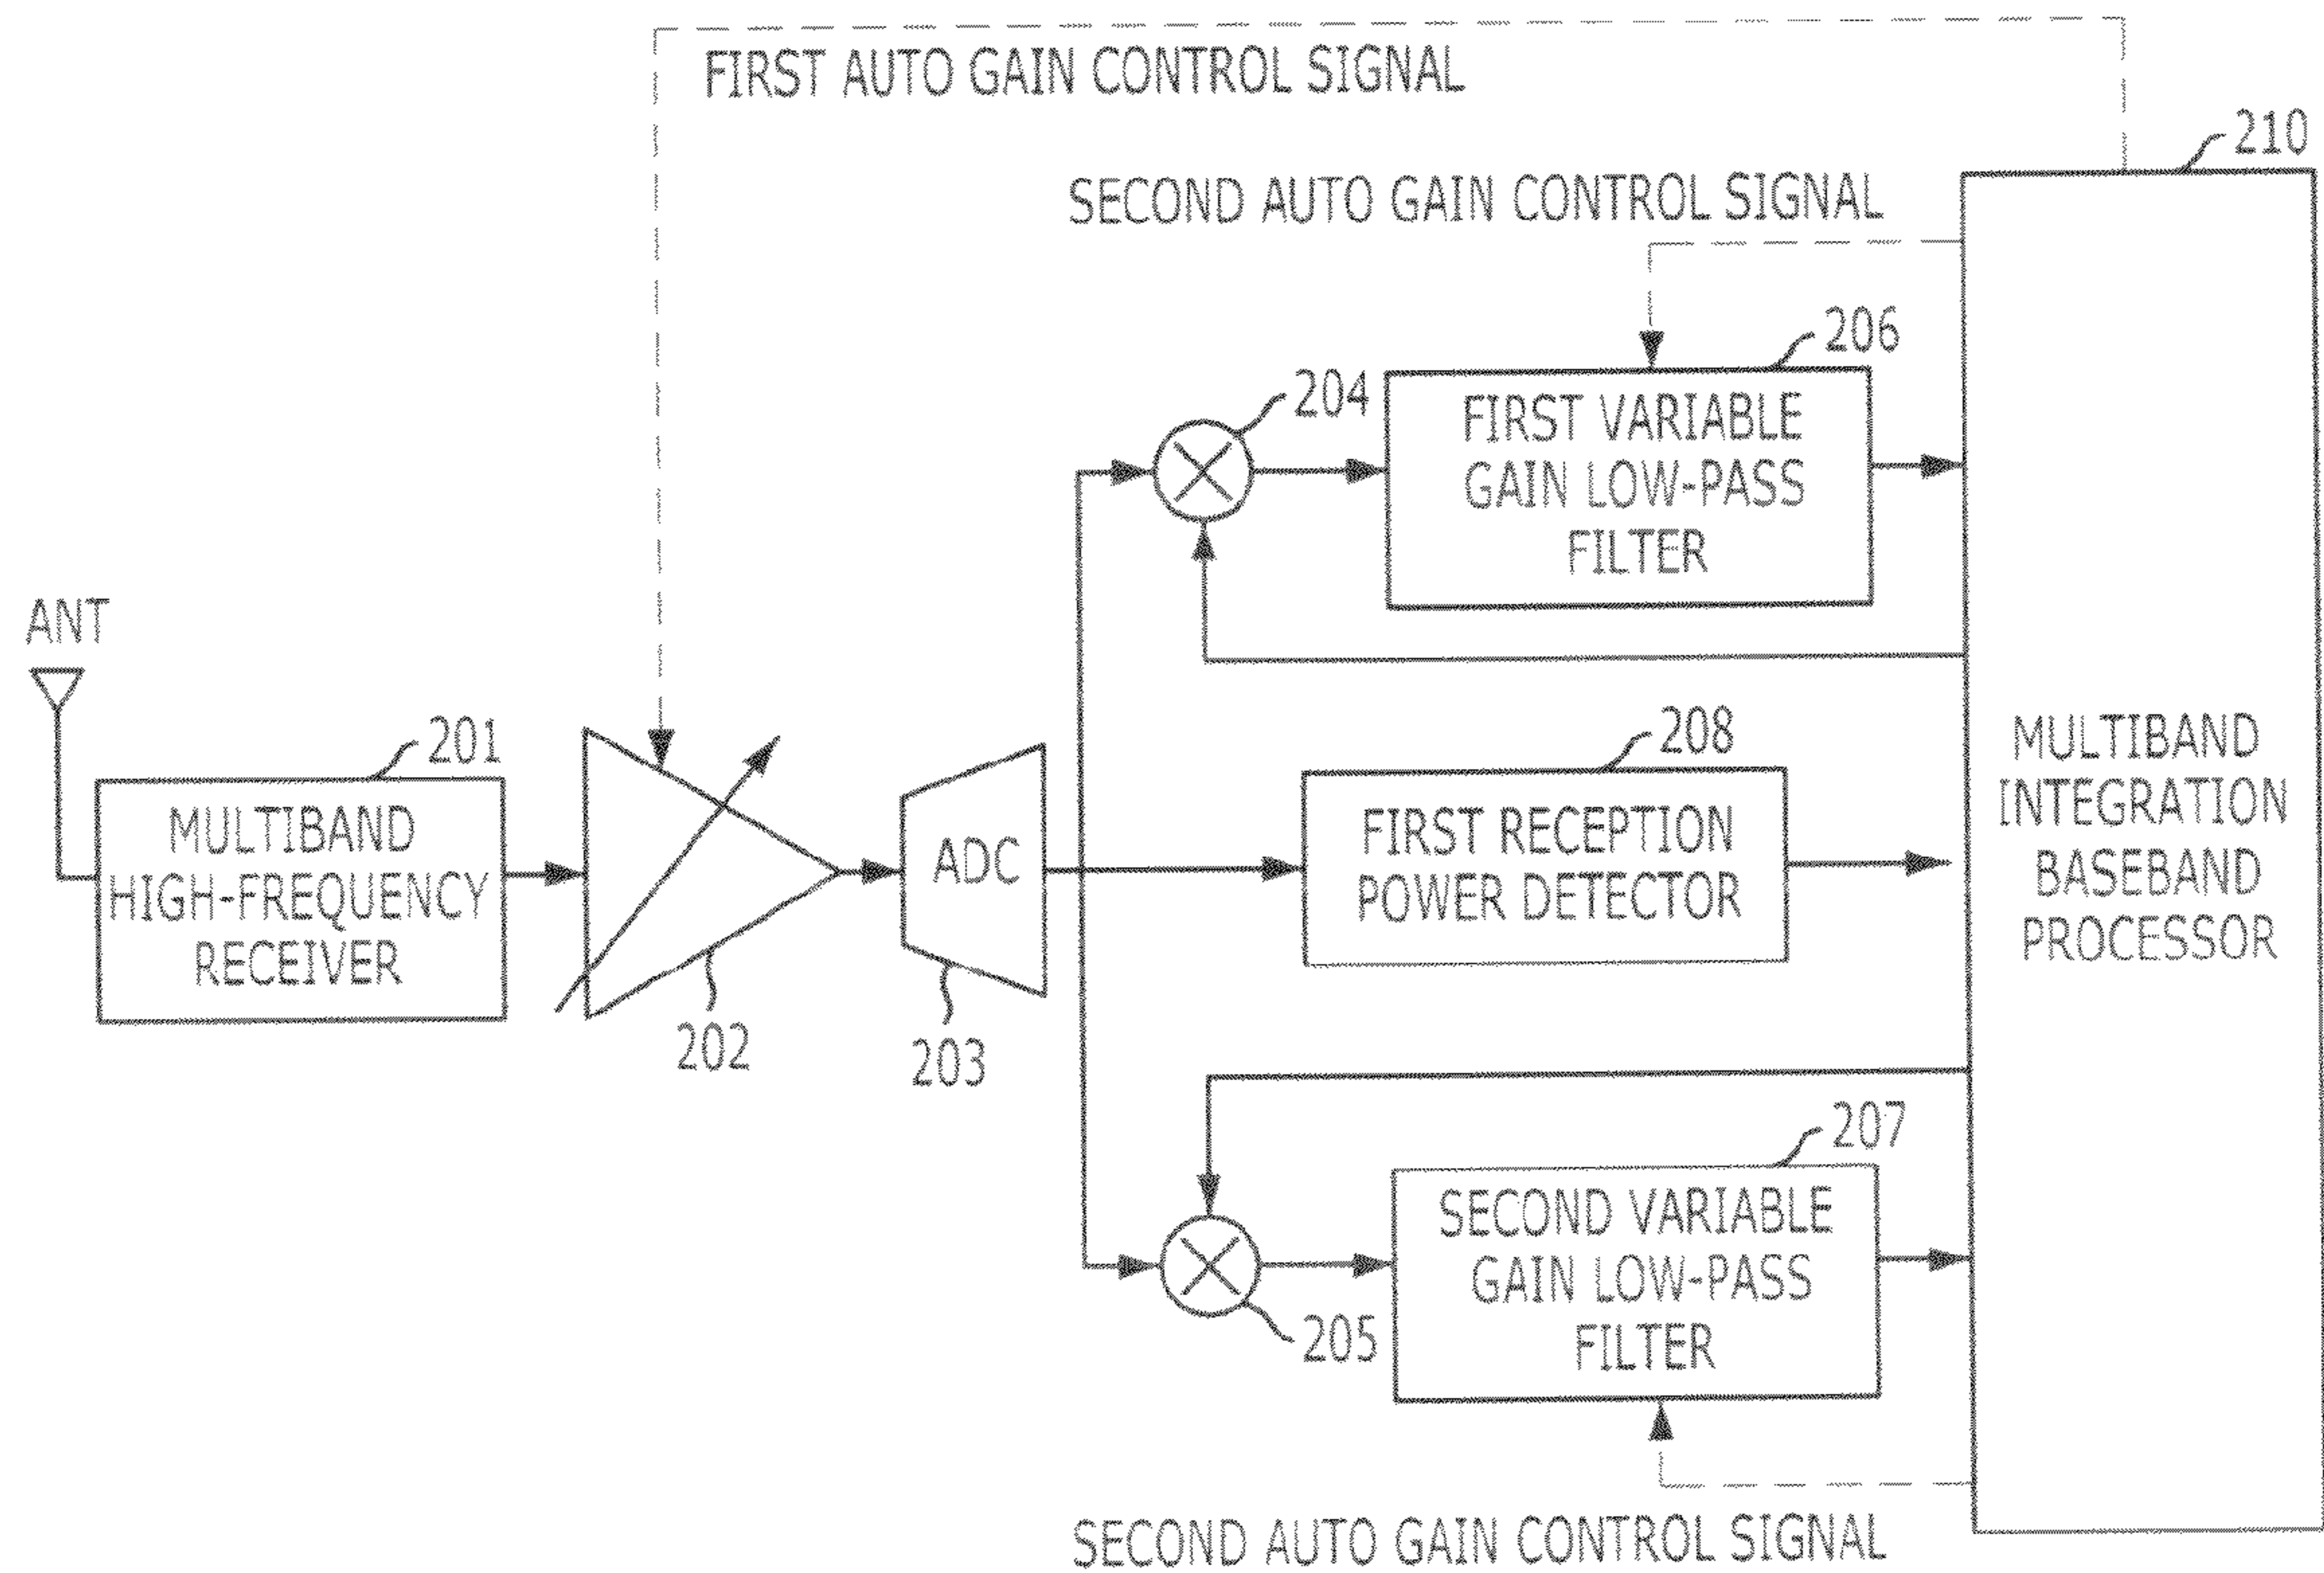 FIRST AUTO GAIN CONTROL SIGNAL
210
SECOND AUTO GAIN CONTROL SIGNAL
206
204
FIRST VARIABLE
GAIN LOW-PASS
FILTER
ANT
201
MULTIBAND
HIGH-FREQUENCY
RECEIVER
202
ADC
203
208
FIRST RECEPTION
POWER DETECTOR
MULTIBAND
INTEGRATION
BASEBAND
PROCESSOR
207
SECOND VARIABLE
GAIN LOW-PASS
FILTER
205
SECOND AUTO GAIN CONTROL SIGNAL